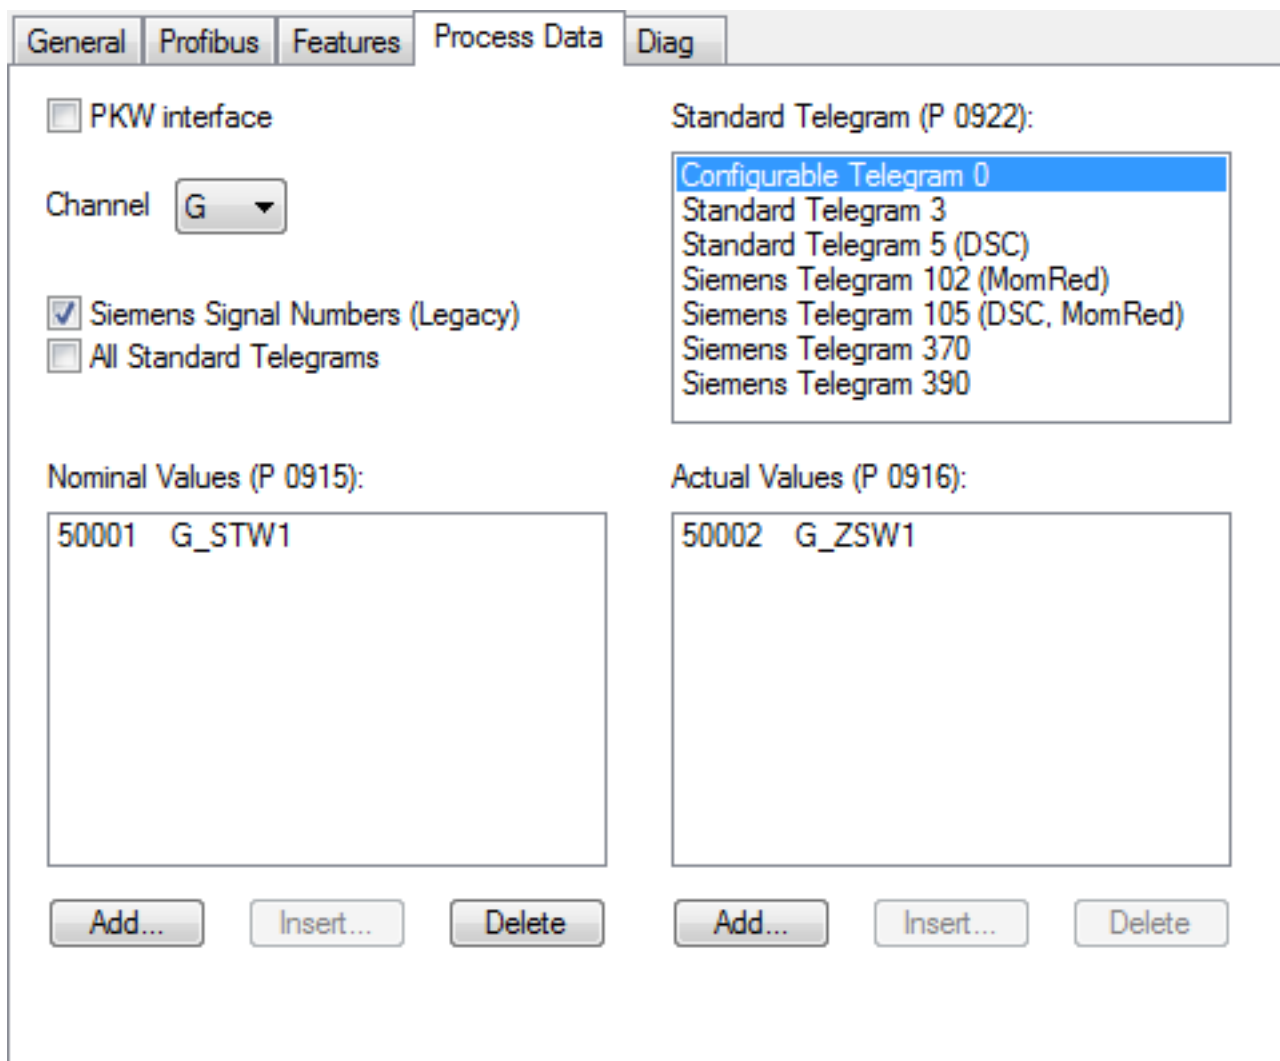 General Profibus Features Process Data Diag
PKW interface
Channel G
Siemens Signal Numbers (Legacy)
All Standard Telegrams
Standard Telegram (P 0922):
Configurable Telegram 0
Standard Telegram 3
Standard Telegram 5 (DSC)
Siemens Telegram 102 (MomRed)
Siemens Telegram 105 (DSC, MomRed)
Siemens Telegram 370
Siemens Telegram 390
Nominal Values (P 0915):
50001 G_STW1
Add... Insert... Delete
Actual Values (P 0916):
50002 G_ZSW1
Add... Insert... Delete